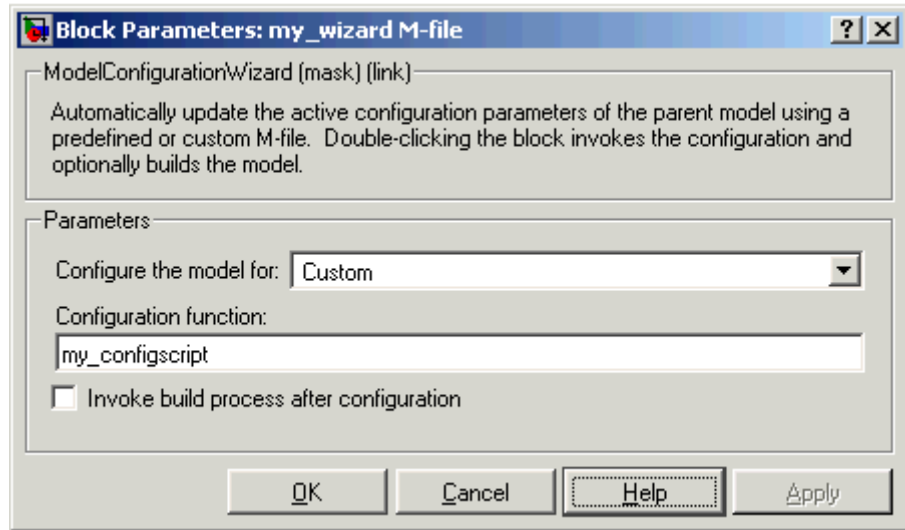 Block Parameters: my_wizard M-file
ModelConfigurationWizard (mask) (link)
Automatically update the active configuration parameters of the parent model using a
predefined or custom M-file.  Double-clicking the block invokes the configuration and
optionally builds the model.
Parameters
Configure the model for: Custom
Configuration function:
my_configscript
Invoke build process after configuration
OK Cancel Help Apply